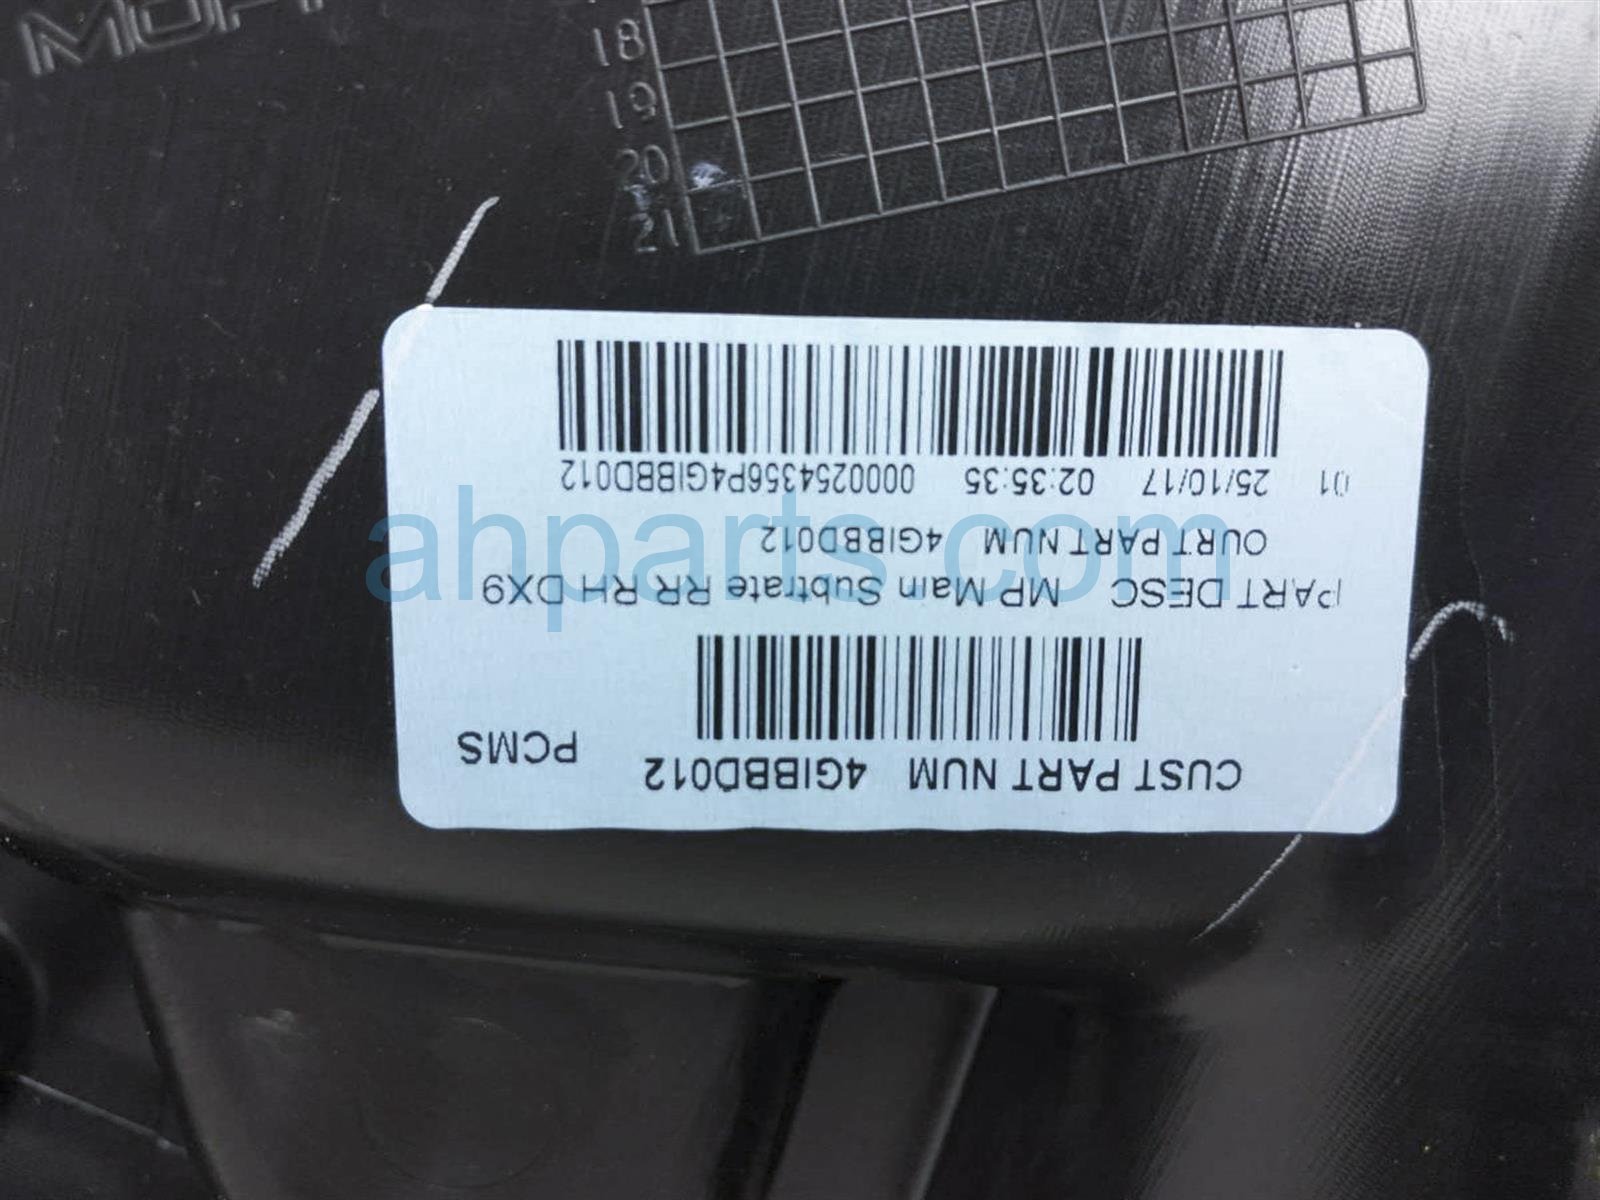 CUST PART NUM 4GIBBD012 PCMS
PART DESC MP Main Subtrate RR RH DX9
OURT PART NUM 4GIBBD012
01 25/10/17 02:35:35 0000254356P4GIBBD012
18
19
20
21
ahparts.com